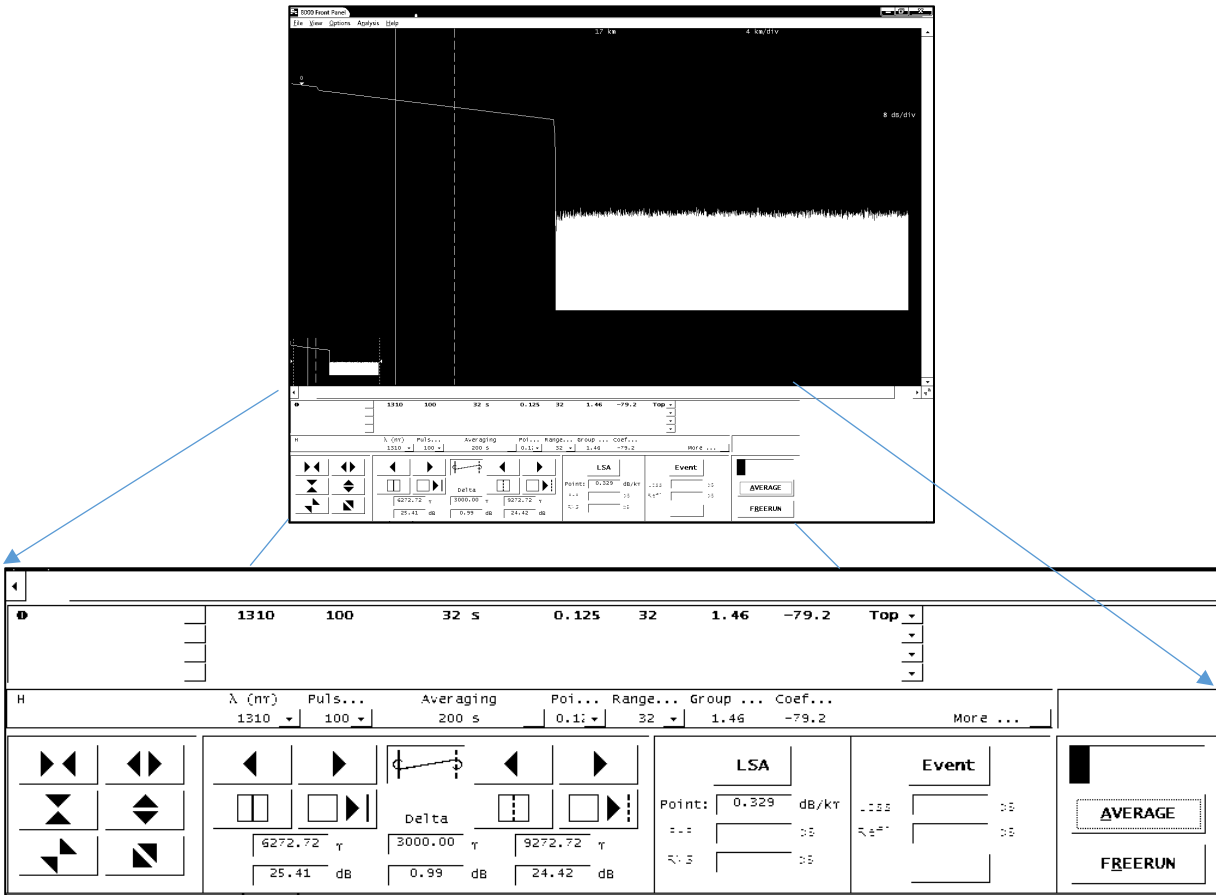 8000 Front Panel
File View Options Analysis Help
17 km 4 km/div
0
8 dB/div
1310 100 32 s 0.125 32 1.46 -79.2 Top
H λ (nm) Puls... Averaging Poi... Range... Group ... Coef...
1310 100 200 s 0.12 32 1.46 -79.2 More ...
LSA Event
Delta Point: 0.329 dB/km
AVERAGE
6272.72 3000.00 9272.72
25.41 dB 0.99 dB 24.42 dB
FREERUN
1310 100 32 s 0.125 32 1.46 -79.2 Top
H λ (nm) Puls... Averaging Poi... Range... Group ... Coef...
1310 100 200 s 0.12 32 1.46 -79.2 More ...
LSA Event
Point: 0.329 dB/km
Delta
AVERAGE
6272.72 3000.00 9272.72
25.41 dB 0.99 dB 24.42 dB
FREERUN